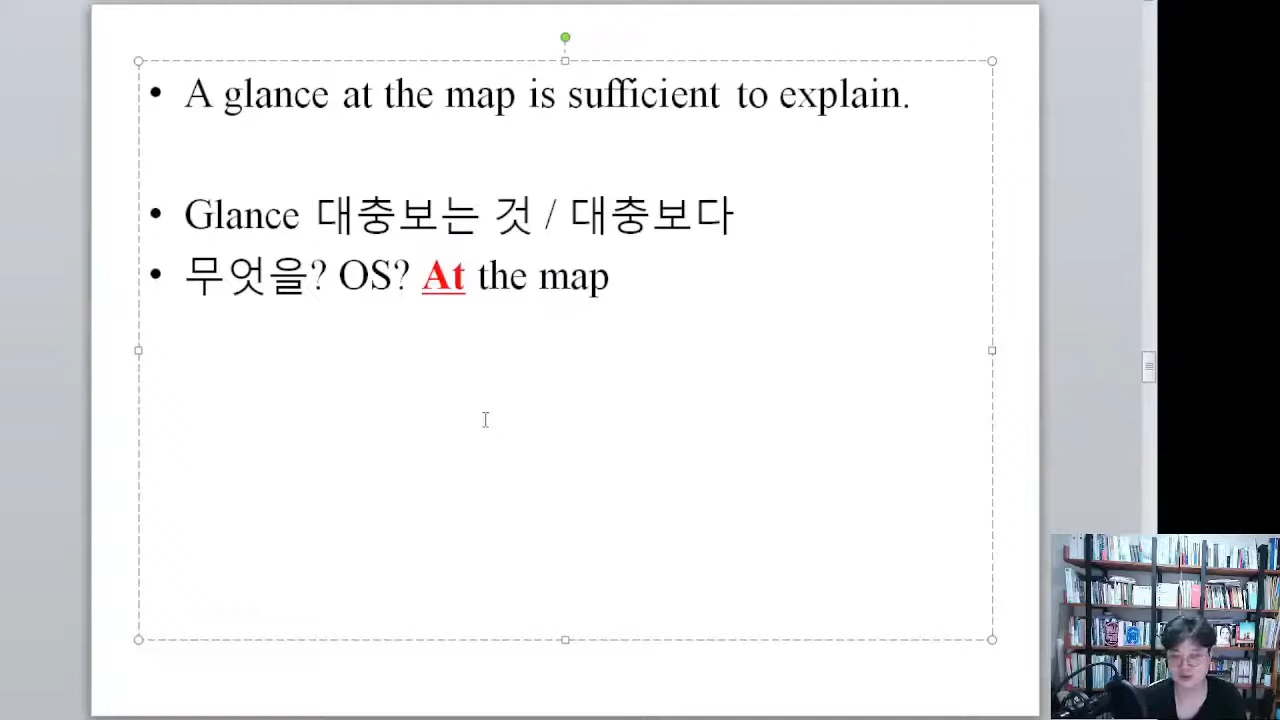 • A glance at the map is sufficient to explain.
• Glance 대충보는 것 / 대충보다
• 무엇을? OS? At the map